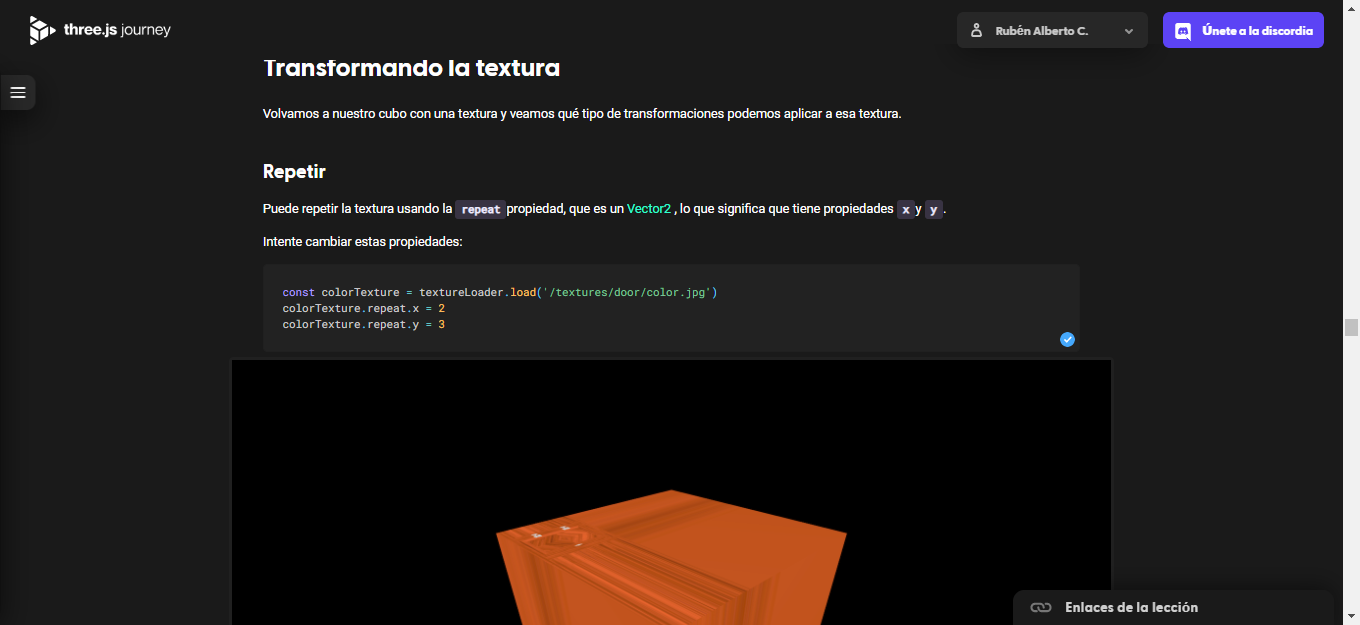 three.js journey
Rubén Alberto C.
Únete a la discordia
Transformando la textura
Volvamos a nuestro cubo con una textura y veamos qué tipo de transformaciones podemos aplicar a esa textura.
Repetir
Puede repetir la textura usando la repeat propiedad, que es un Vector2 , lo que significa que tiene propiedades x y y .
Intente cambiar estas propiedades:
const colorTexture = textureLoader.load('/textures/door/color.jpg')
colorTexture.repeat.x = 2
colorTexture.repeat.y = 3
Enlaces de la lección